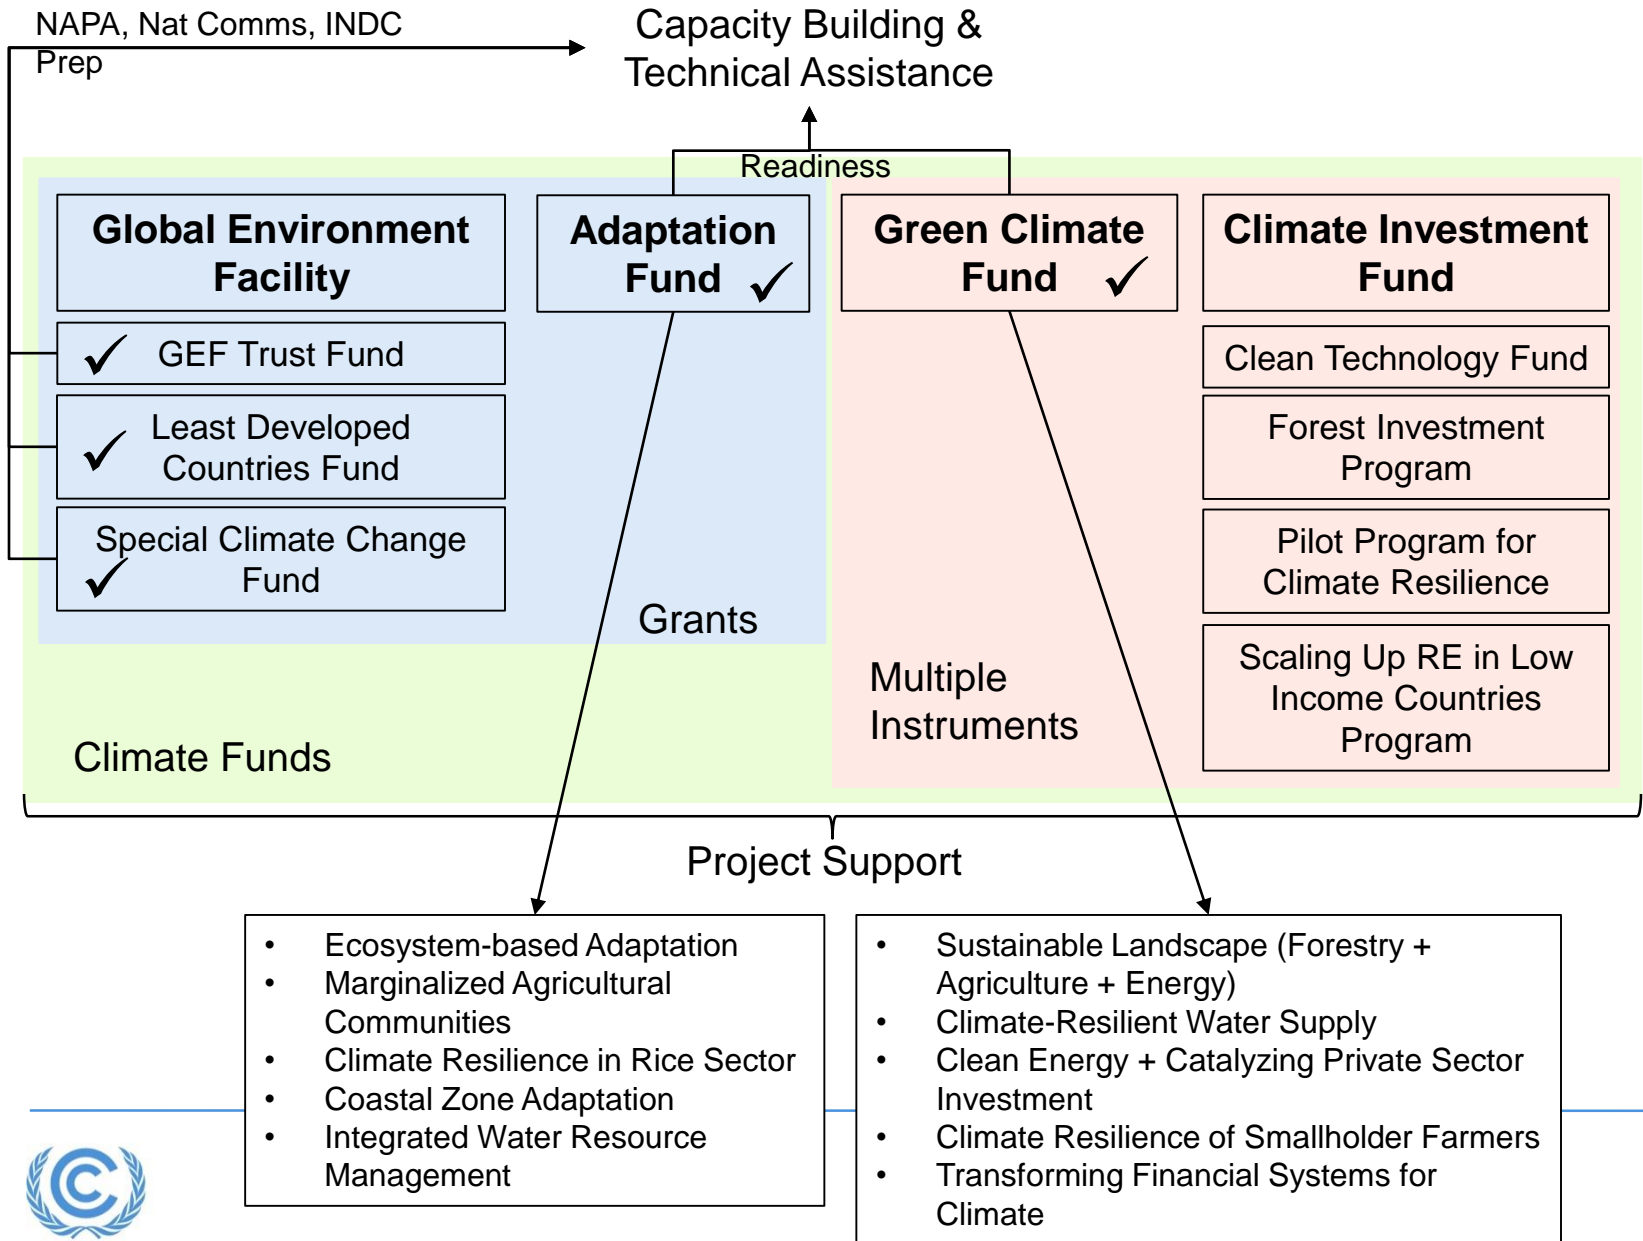 NAPA, Nat Comms, INDC
Prep
Capacity Building &
Technical Assistance
Readiness
Global Environment
Facility
GEF Trust Fund
Least Developed
Countries Fund
Special Climate Change
Fund
Adaptation
Fund
Grants
Green Climate
Fund
Multiple
Instruments
Climate Investment
Fund
Clean Technology Fund
Forest Investment
Program
Pilot Program for
Climate Resilience
Scaling Up RE in Low
Income Countries
Program
Climate Funds
Project Support
• Ecosystem-based Adaptation
• Marginalized Agricultural
Communities
• Climate Resilience in Rice Sector
• Coastal Zone Adaptation
• Integrated Water Resource
Management
• Sustainable Landscape (Forestry +
Agriculture + Energy)
• Climate-Resilient Water Supply
• Clean Energy + Catalyzing Private Sector
Investment
• Climate Resilience of Smallholder Farmers
• Transforming Financial Systems for
Climate